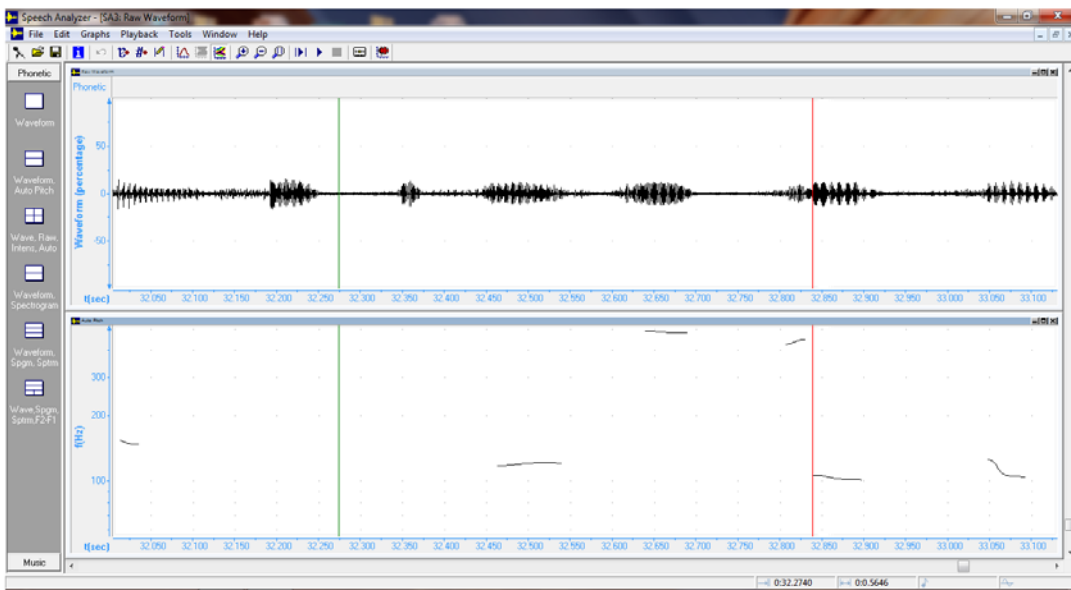 Speech Analyzer - [SA3: Raw Waveform]
File Edit Graphs Playback Tools Window Help
Phonetic
Waveform
Waveform, Auto Pitch
Wave, Raw, Intens, Auto
Waveform, Spectrogram
Waveform, Spgm, Sptrm
Wave,Spgm, Sptrm,F2-F1
Music
Raw Waveform
Phonetic
Waveform (percentage)
50
0
-50
t(sec) 32.050 32.100 32.150 32.200 32.250 32.300 32.350 32.400 32.450 32.500 32.550 32.600 32.650 32.700 32.750 32.800 32.850 32.900 32.950 33.000 33.050 33.100
Auto Pitch
f(Hz)
300
200
100
t(sec) 32.050 32.100 32.150 32.200 32.250 32.300 32.350 32.400 32.450 32.500 32.550 32.600 32.650 32.700 32.750 32.800 32.850 32.900 32.950 33.000 33.050 33.100
0:32.2740 0:0.5646